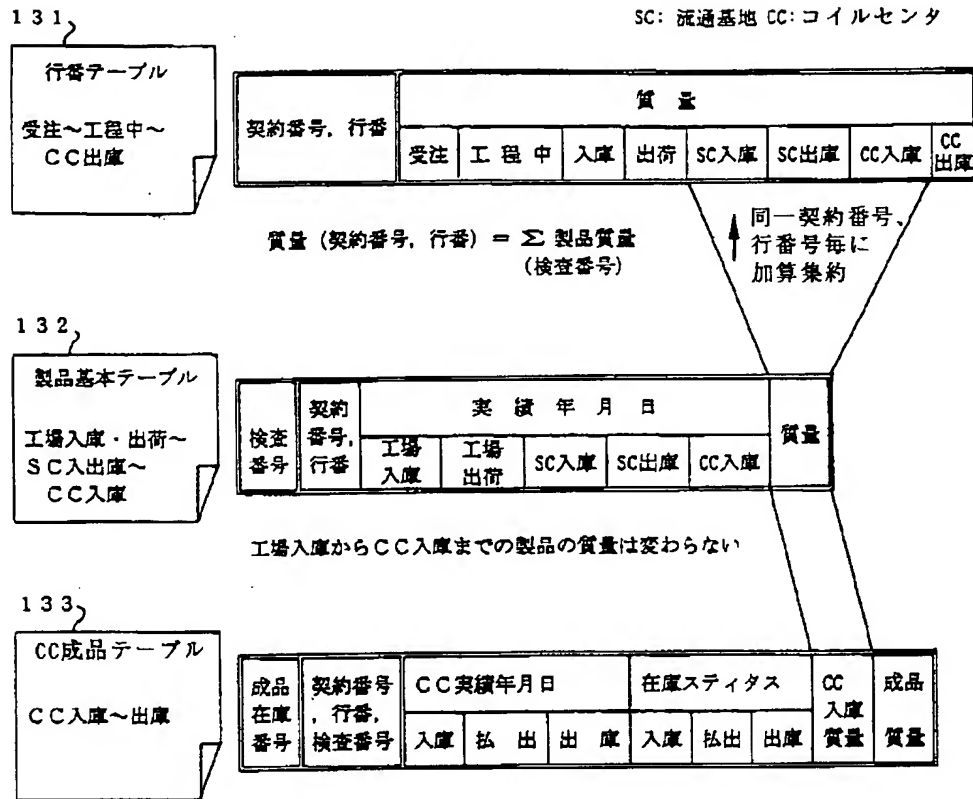 131
SC: 流通基地 CC: コイルセンタ
行番テーブル
受注～工程中～
CC出庫
契約番号, 行番
質量
受注 工程中 入庫 出荷 SC入庫 SC出庫 CC入庫 CC出庫
質量 (契約番号, 行番) = Σ 製品質量
(検査番号)
同一契約番号、
行番号毎に
加算集約
132
製品基本テーブル
工場入庫・出荷～
SC入出庫～
CC入庫
検査
番号
契約
番号,
行番
実績年月日
工場
入庫
工場
出荷
SC入庫 SC出庫 CC入庫
質量
工場入庫からCC入庫までの製品の質量は変わらない
133
CC成品テーブル
CC入庫～出庫
成品
在庫
番号
契約番号
, 行番,
検査番号
CC実績年月日
入庫 払出 出庫
在庫スティタス
入庫 払出 出庫
CC
入庫
質量
成品
質量